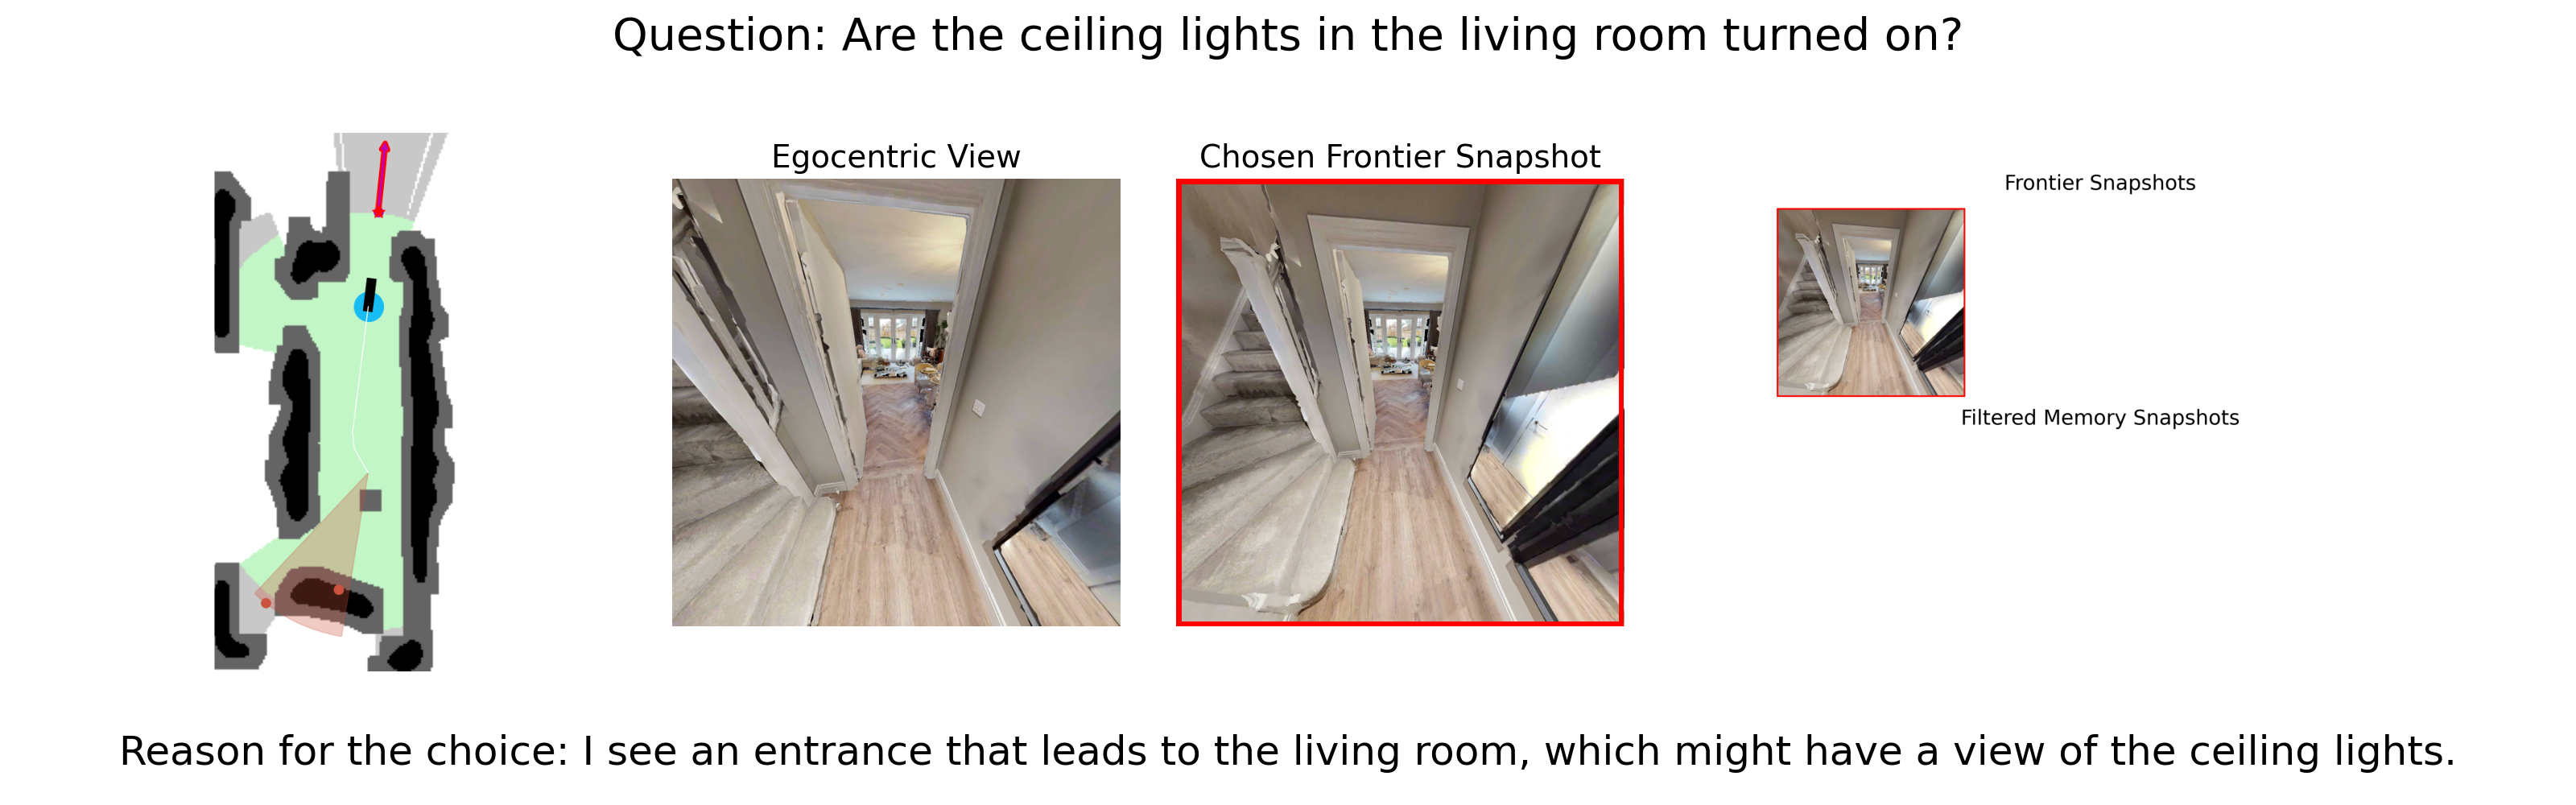 Question: Are the ceiling lights in the living room turned on?
Egocentric View
Chosen Frontier Snapshot
Frontier Snapshots
Filtered Memory Snapshots
Reason for the choice: I see an entrance that leads to the living room, which might have a view of the ceiling lights.